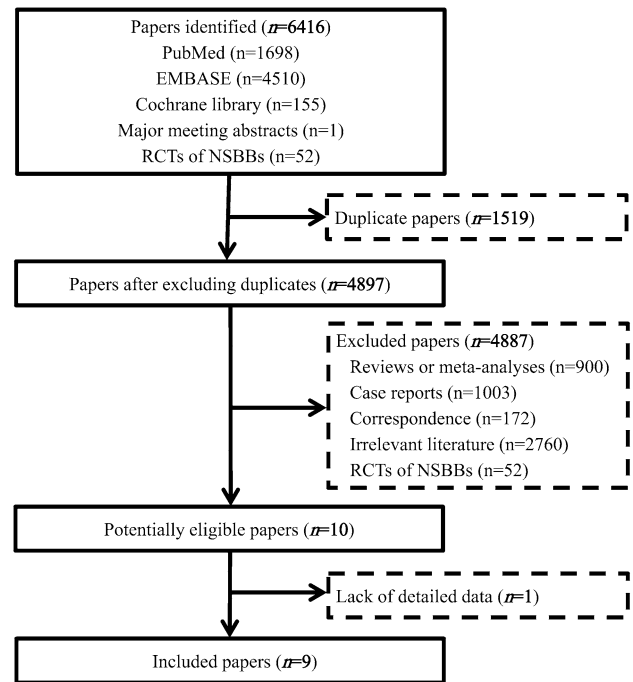 Papers identified (n=6416)
PubMed (n=1698)
EMBASE (n=4510)
Cochrane library (n=155)
Major meeting abstracts (n=1)
RCTs of NSBBs (n=52)
Duplicate papers (n=1519)
Papers after excluding duplicates (n=4897)
Excluded papers (n=4887)
Reviews or meta-analyses (n=900)
Case reports (n=1003)
Correspondence (n=172)
Irrelevant literature (n=2760)
RCTs of NSBBs (n=52)
Potentially eligible papers (n=10)
Lack of detailed data (n=1)
Included papers (n=9)